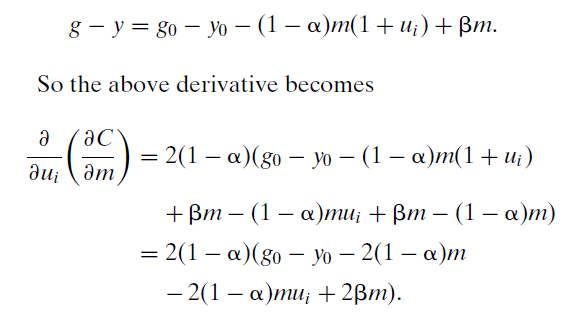 g − y = g₀ − y₀ − (1 − α)m(1 + uᵢ) + βm.
So the above derivative becomes
∂/∂uᵢ (∂C/∂m) = 2(1 − α)(g₀ − y₀ − (1 − α)m(1 + uᵢ)
+ βm − (1 − α)muᵢ + βm − (1 − α)m)
= 2(1 − α)(g₀ − y₀ − 2(1 − α)m
− 2(1 − α)muᵢ + 2βm).